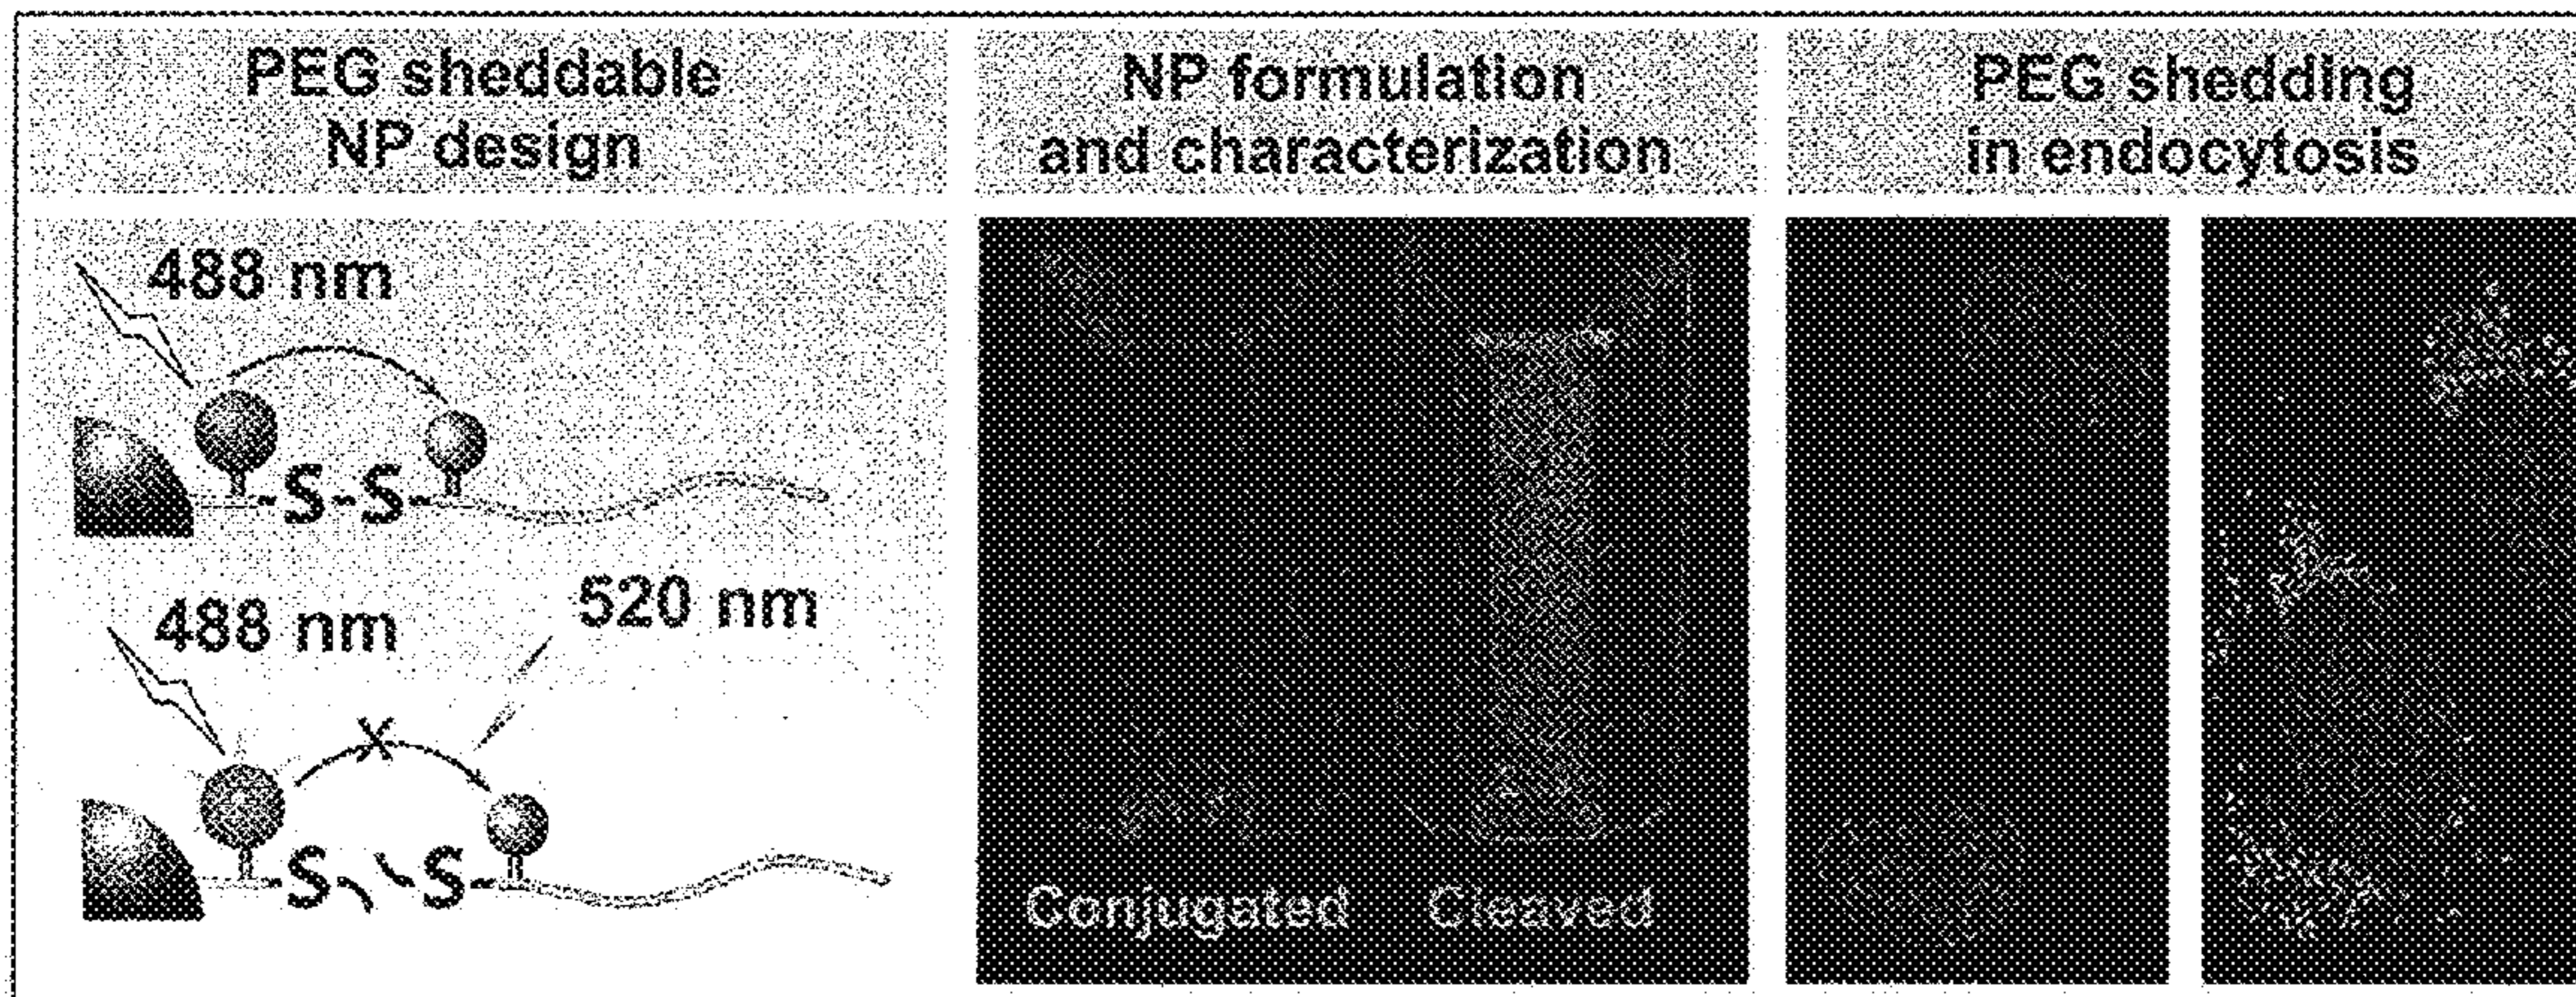 PEG sheddable
NP design
NP formulation
and characterization
PEG shedding
in endocytosis
488 nm
S-S
488 nm
520 nm
X
S S
Conjugated
Cleaved